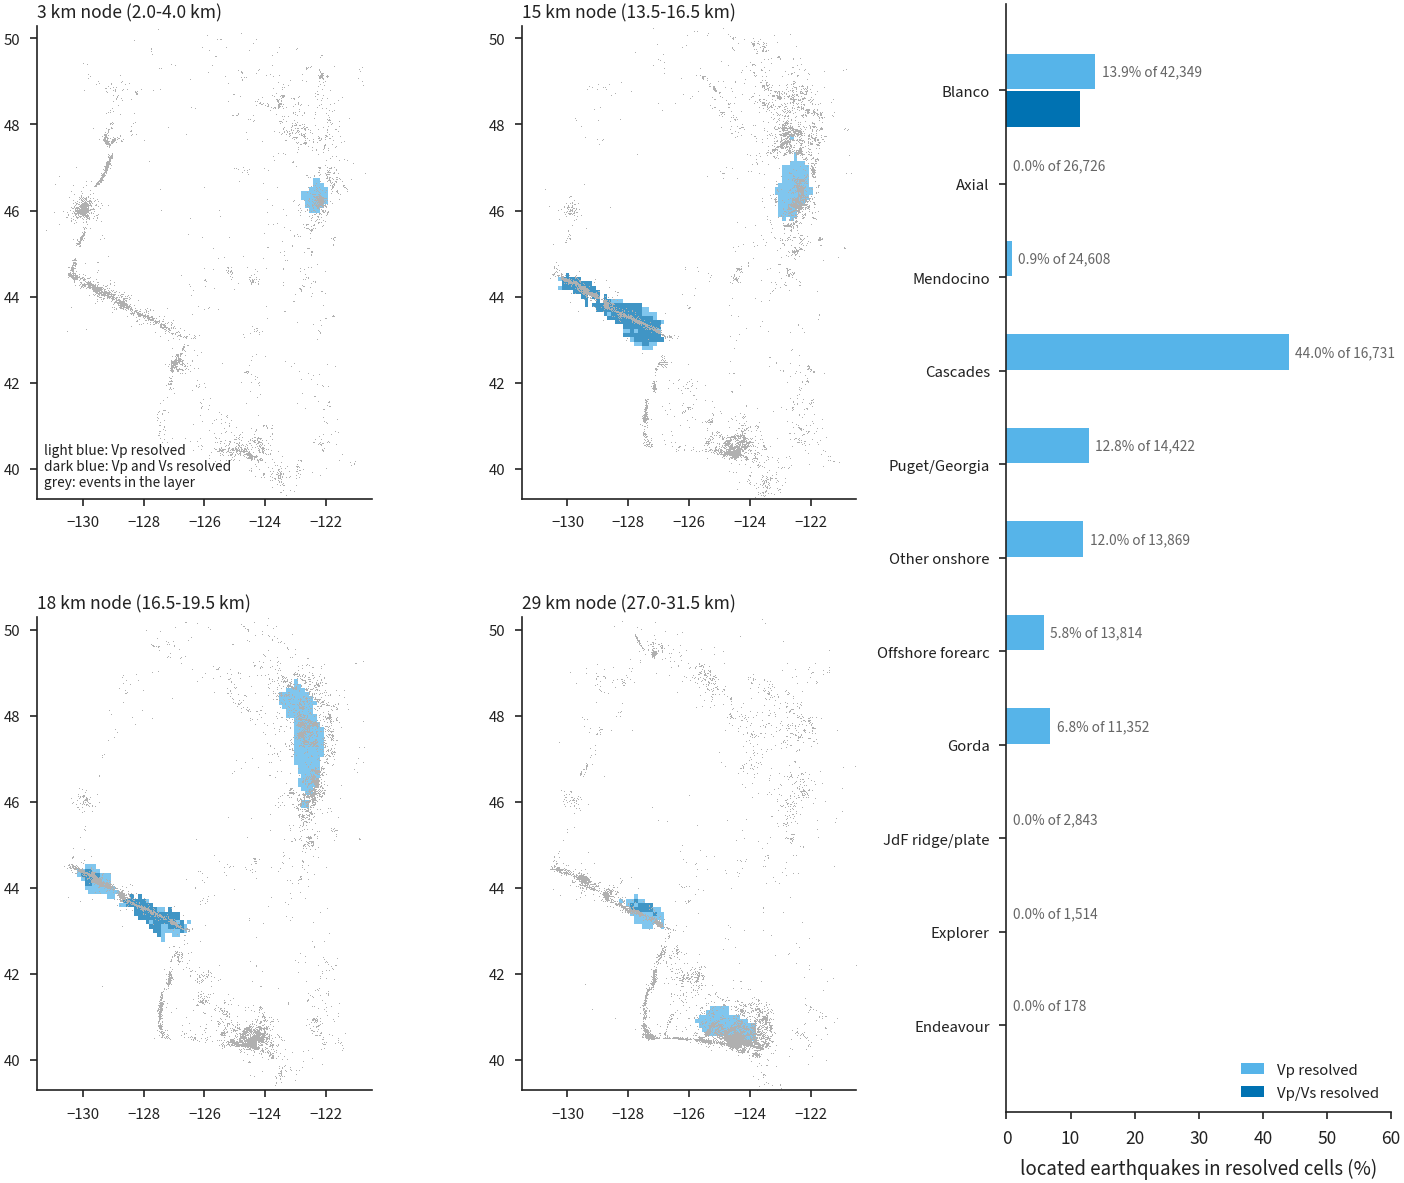 3 km node (2.0-4.0 km)
50
48
46
44
42
40
light blue: Vp resolved
dark blue: Vp and Vs resolved
grey: events in the layer
−130 −128 −126 −124 −122
15 km node (13.5-16.5 km)
50
48
46
44
42
40
−130 −128 −126 −124 −122
18 km node (16.5-19.5 km)
50
48
46
44
42
40
−130 −128 −126 −124 −122
29 km node (27.0-31.5 km)
50
48
46
44
42
40
−130 −128 −126 −124 −122
Blanco 13.9% of 42,349
Axial 0.0% of 26,726
Mendocino 0.9% of 24,608
Cascades 44.0% of 16,731
Puget/Georgia 12.8% of 14,422
Other onshore 12.0% of 13,869
Offshore forearc 5.8% of 13,814
Gorda 6.8% of 11,352
JdF ridge/plate 0.0% of 2,843
Explorer 0.0% of 1,514
Endeavour 0.0% of 178
Vp resolved
Vp/Vs resolved
0 10 20 30 40 50 60
located earthquakes in resolved cells (%)